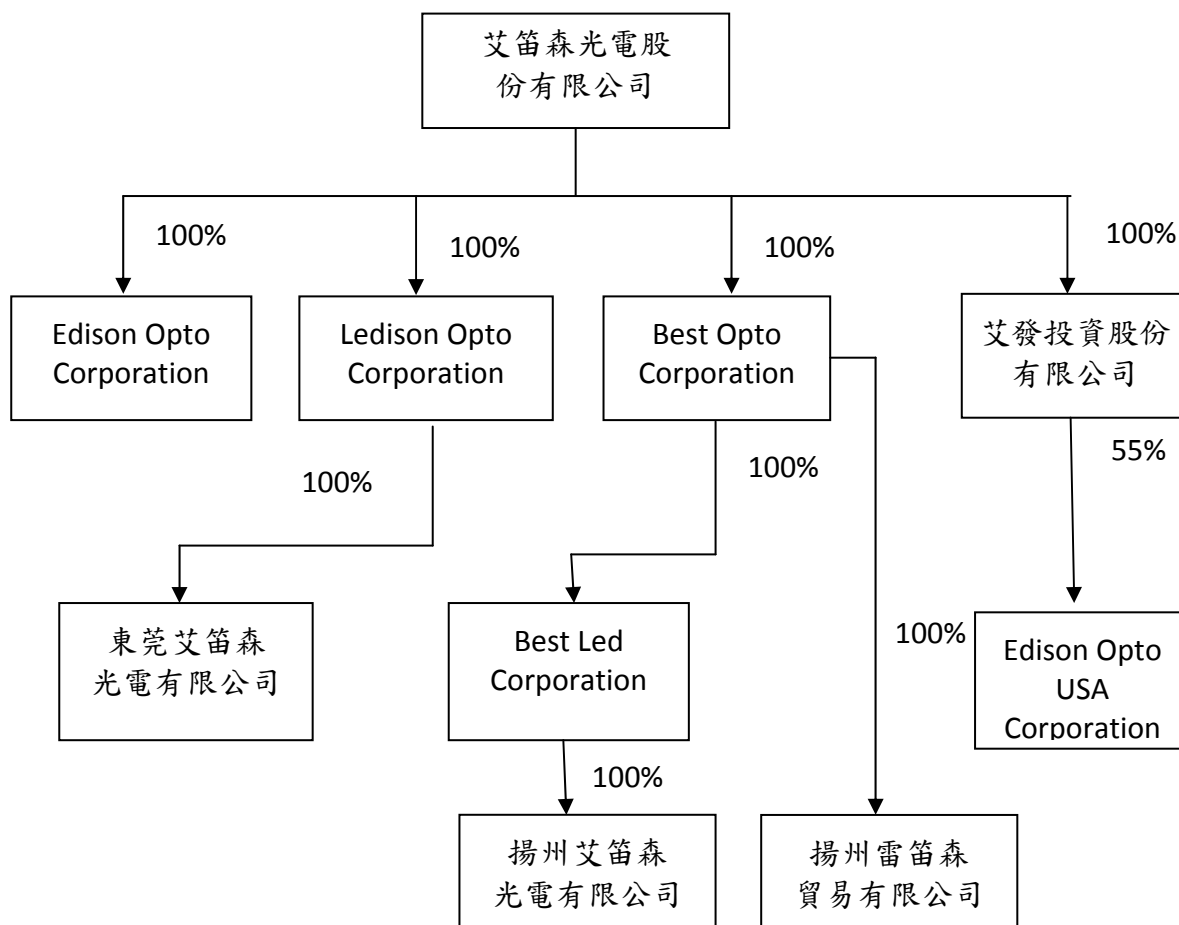 艾笛森光電股
份有限公司
100%
100%
100%
100%
Edison Opto
Corporation
Ledison Opto
Corporation
Best Opto
Corporation
艾發投資股份
有限公司
100%
100%
55%
東莞艾笛森
光電有限公司
Best Led
Corporation
100%
Edison Opto
USA
Corporation
100%
揚州艾笛森
光電有限公司
揚州雷笛森
貿易有限公司